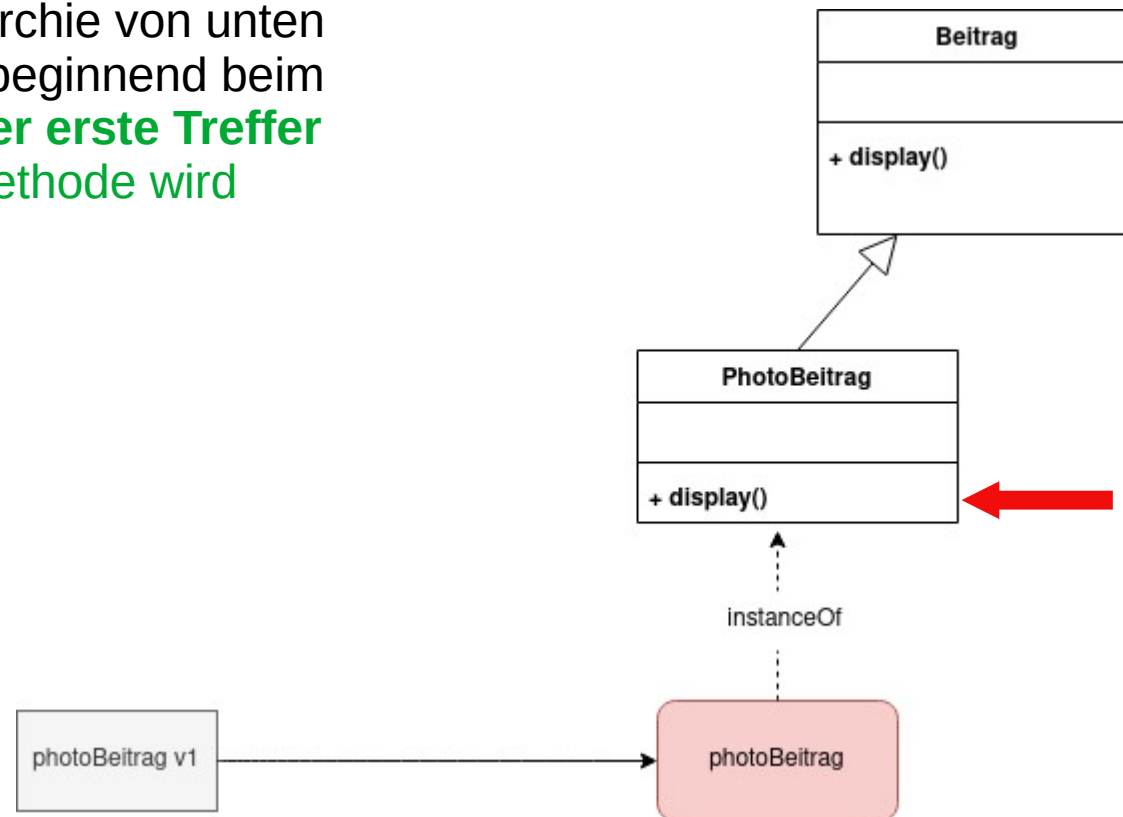 rchie von unten
beginnend beim
er erste Treffer
ethode wird
Beitrag
+ display()
PhotoBeitrag
+ display()
instanceOf
photoBeitrag v1
photoBeitrag